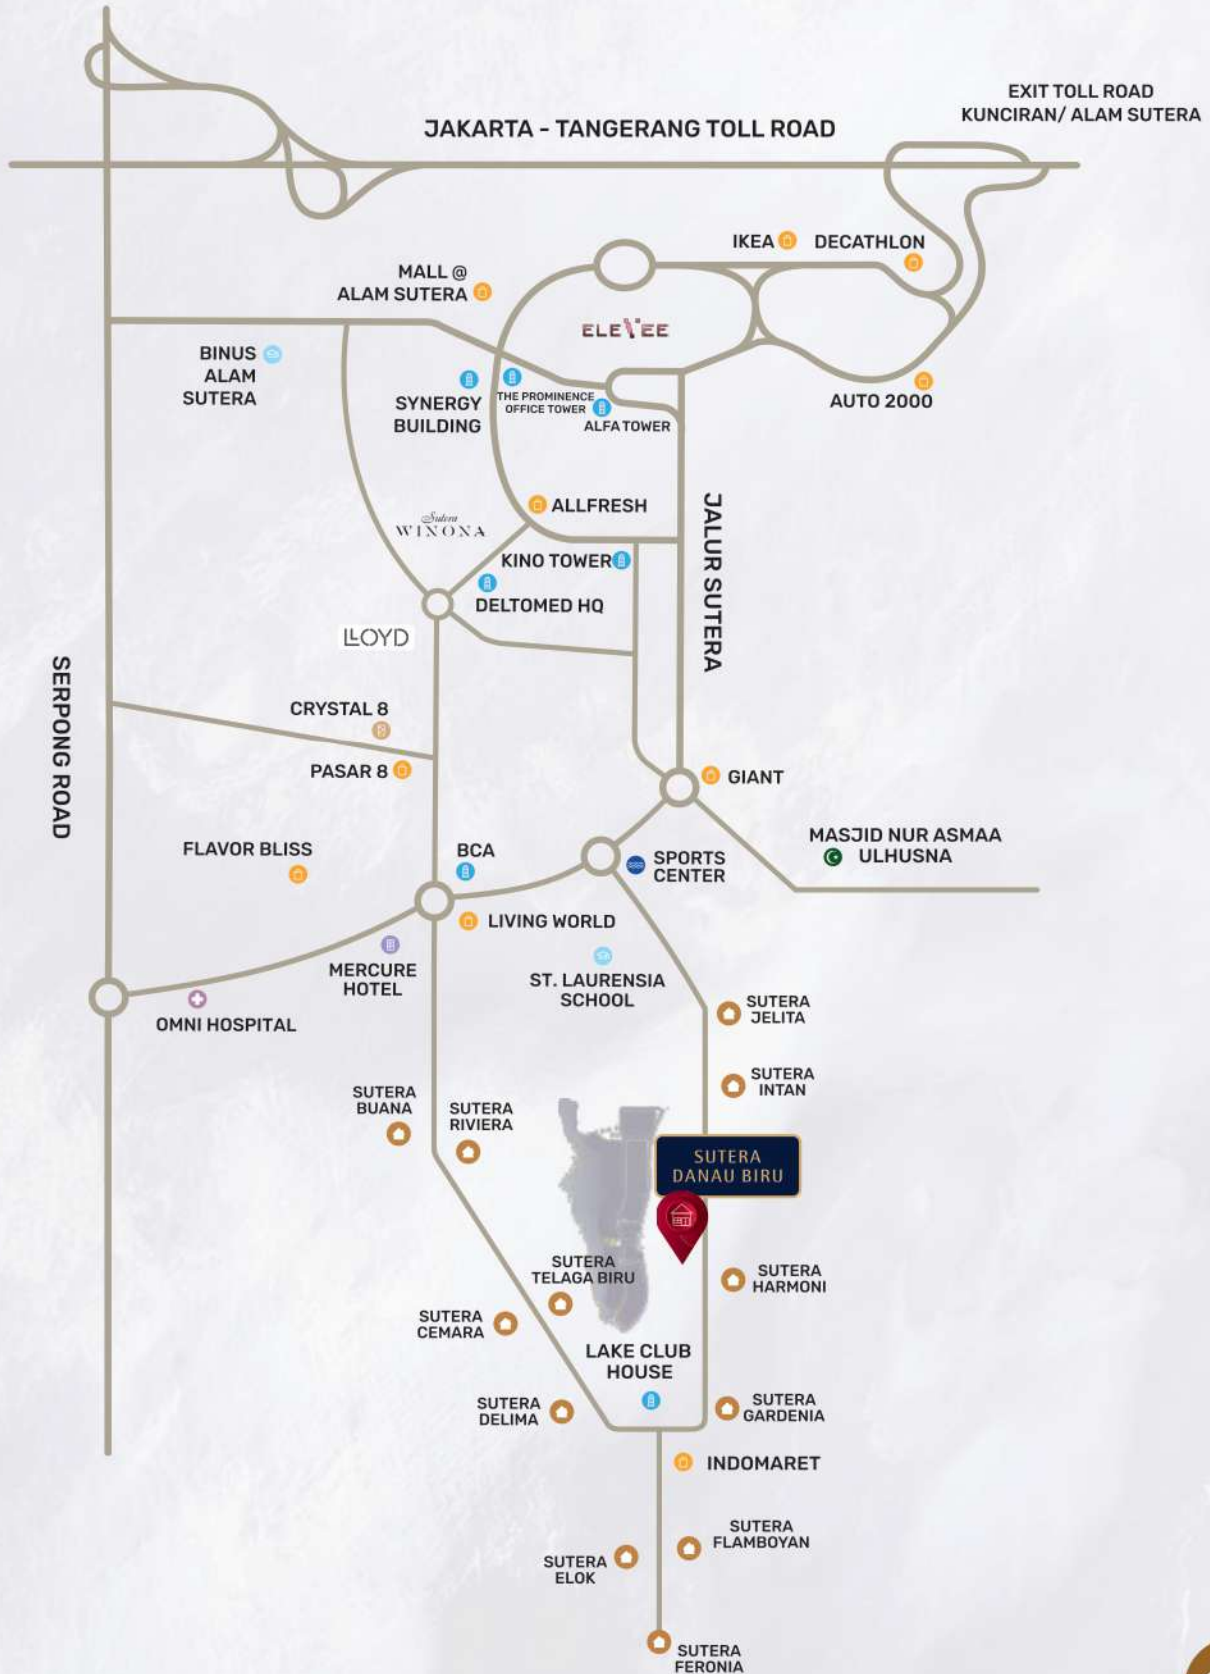 EXIT TOLL ROAD
KUNCIRAN/ ALAM SUTERA
JAKARTA - TANGERANG TOLL ROAD
IKEA
DECATHLON
MALL @
ALAM SUTERA
ELEVEE
BINUS
ALAM
SUTERA
SYNERGY
BUILDING
THE PROMINENCE
OFFICE TOWER
ALFA TOWER
AUTO 2000
ALLFRESH
Sutera
WINONA
JALUR SUTERA
KINO TOWER
DELTOMED HQ
LLOYD
SERPONG ROAD
CRYSTAL 8
PASAR 8
GIANT
FLAVOR BLISS
BCA
SPORTS
CENTER
MASJID NUR ASMAA
ULHUSNA
LIVING WORLD
MERCURE
HOTEL
ST. LAURENSIA
SCHOOL
OMNI HOSPITAL
SUTERA
JELITA
SUTERA
INTAN
SUTERA
BUANA
SUTERA
RIVIERA
SUTERA
DANAU BIRU
SUTERA
TELAGA BIRU
SUTERA
HARMONI
SUTERA
CEMARA
LAKE CLUB
HOUSE
SUTERA
DELIMA
SUTERA
GARDENIA
INDOMARET
SUTERA
FLAMBOYAN
SUTERA
ELOK
SUTERA
FERONIA